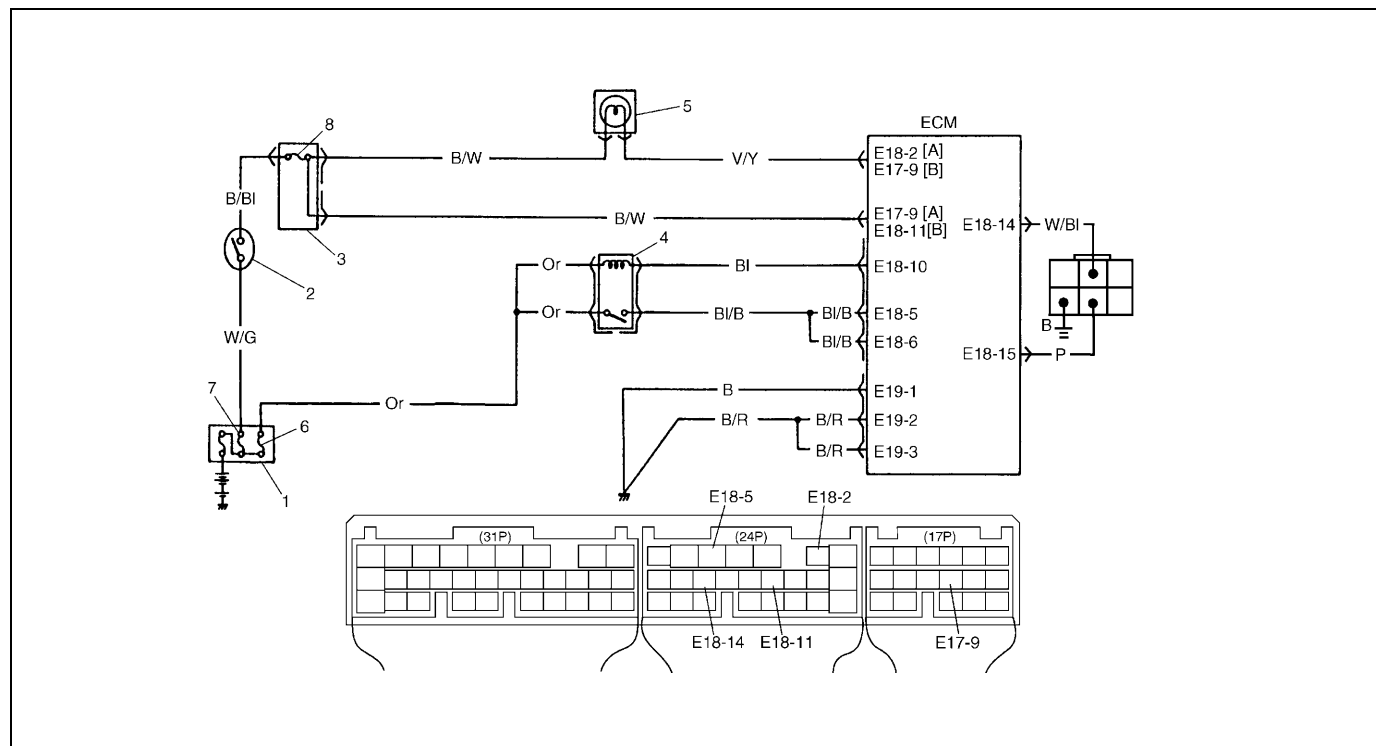 5
8
ECM
B/W
V/Y
E18-2 [A]
E17-9 [B]
B/Bl
B/W
E17-9 [A]
E18-11[B]
E18-14
W/Bl
3
4
2
Or
Bl
E18-10
Or
Bl/B
Bl/B
E18-5
B
W/G
Bl/B
E18-6
E18-15
P
7
B
E19-1
Or
6
B/R
B/R
E19-2
B/R
E19-3
1
E18-5
E18-2
(31P)
(24P)
(17P)
E18-14
E18-11
E17-9